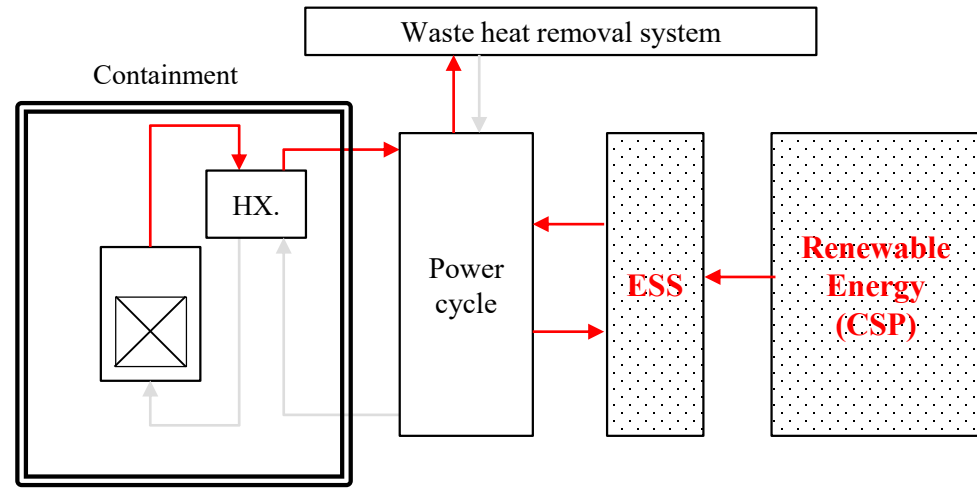 Waste heat removal system
Containment
HX.
Power
cycle
ESS
Renewable
Energy
(CSP)